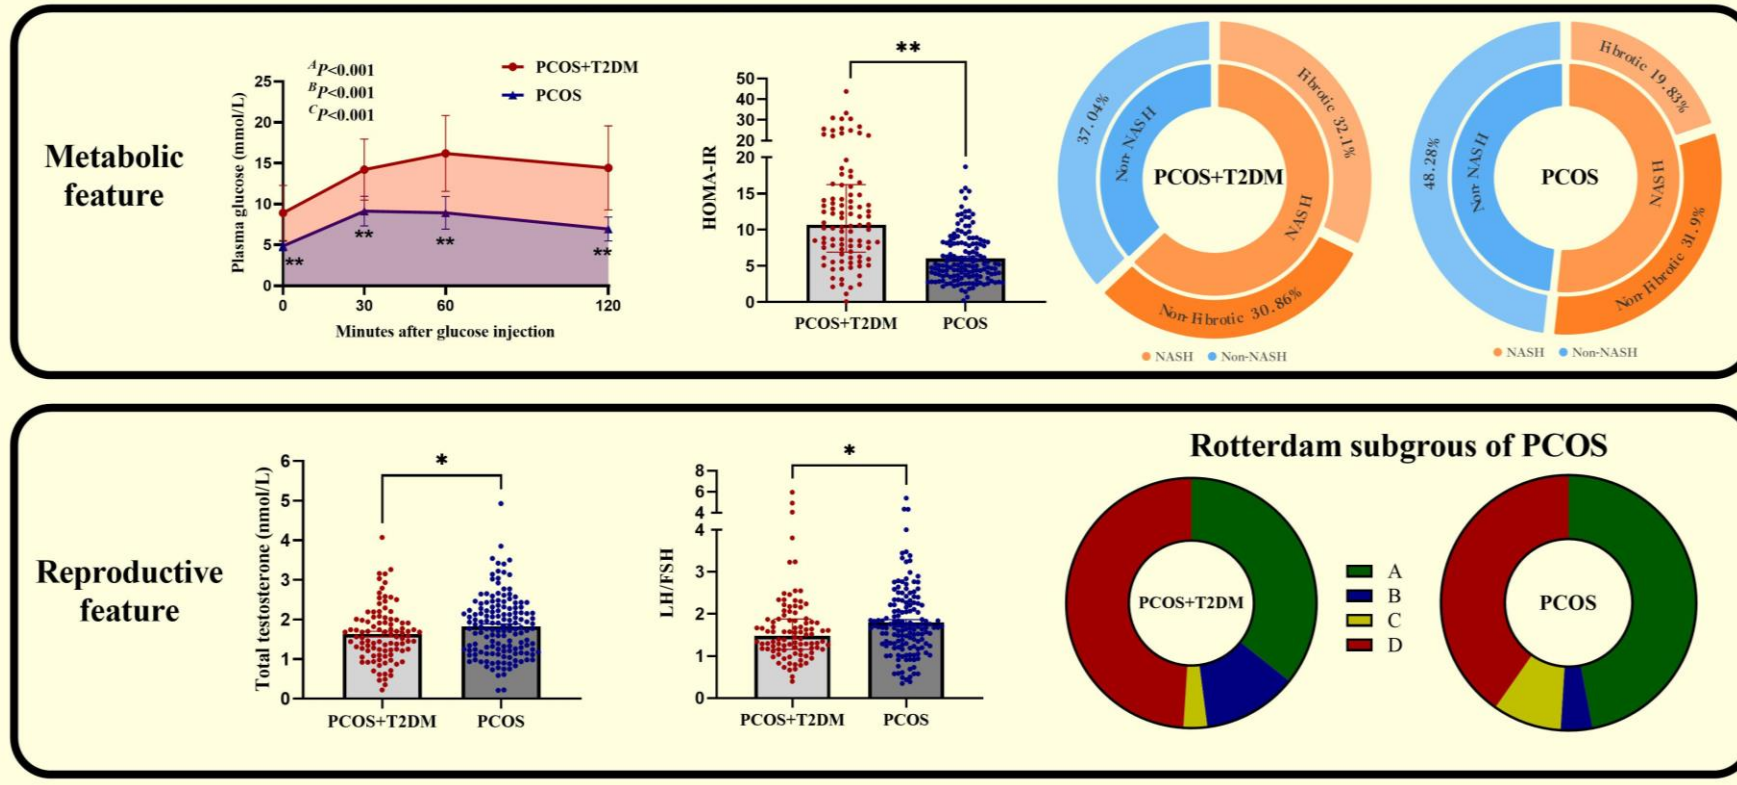 Metabolic
feature
Plasma glucose (mmol/L)
25
20
15
10
5
0
AP<0.001
BP<0.001
CP<0.001
PCOS+T2DM
PCOS
**
**
**
**
0
30
60
120
Minutes after glucose injection
HOMA-IR
50
40
30
20
20
15
10
5
0
**
PCOS+T2DM
PCOS
37.04%
Non-NASH
Fibrotic 32.1%
PCOS+T2DM
NASH
Non-Fibrotic 30.86%
NASH
Non-NASH
48.28%
Non-NASH
Fibrotic 19.83%
PCOS
NASH
Non-Fibrotic 31.9%
NASH
Non-NASH
Reproductive
feature
Total testosterone (nmol/L)
6
5
4
3
2
1
0
*
PCOS+T2DM
PCOS
LH/FSH
8
6
4
4
3
2
1
0
*
PCOS+T2DM
PCOS
Rotterdam subgrous of PCOS
PCOS+T2DM
A
B
C
D
PCOS